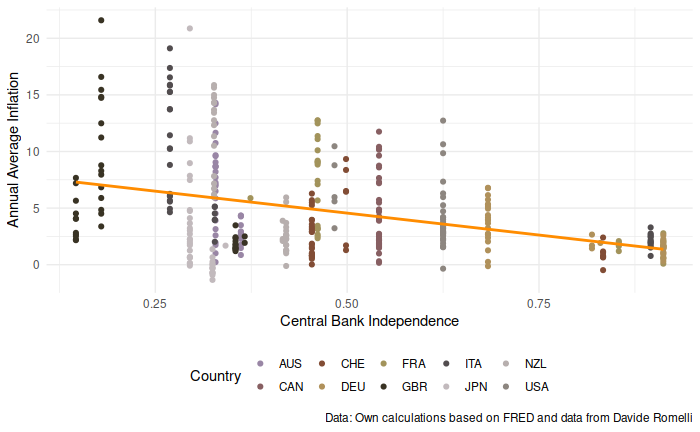 Annual Average Inflation
20
15
10
5
0
0.25 0.50 0.75
Central Bank Independence
Country
AUS CHE FRA ITA NZL
CAN DEU GBR JPN USA
Data: Own calculations based on FRED and data from Davide Romelli